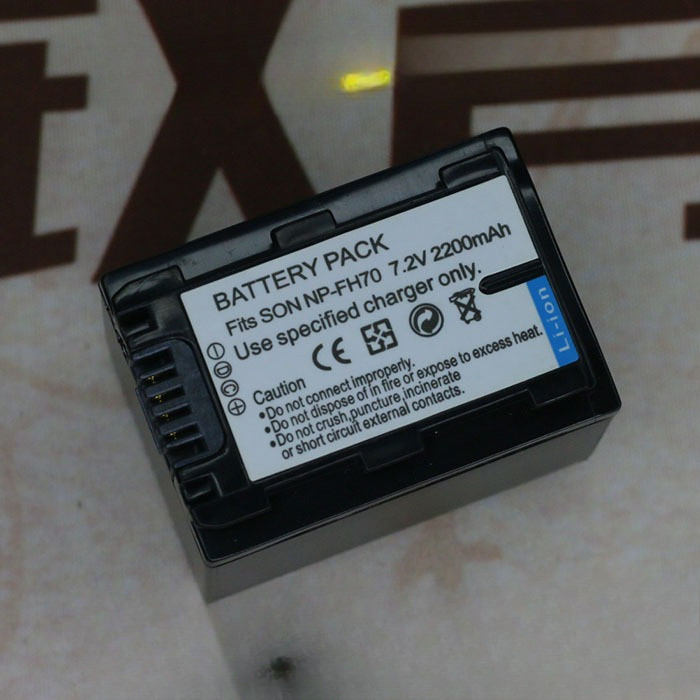 BATTERY PACK
Fits SON NP-FH70 7.2V 2200mAh
Use specified charger only.
CE
Li-ion
− D C +
Caution
•Do not connect improperly.
•Do not dispose of in fire or expose to excess heat.
•Do not crush,puncture,incinerate
or short circuit external contacts.